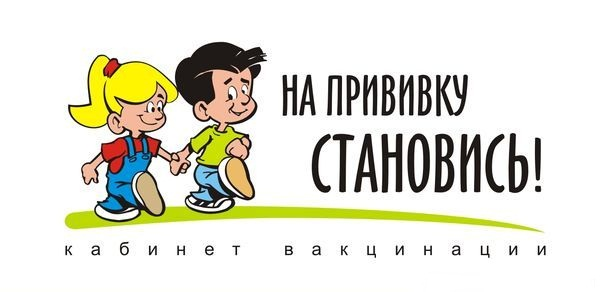 НА ПРИВИВКУ
СТАНОВИСЬ!
кабинет вакцинации